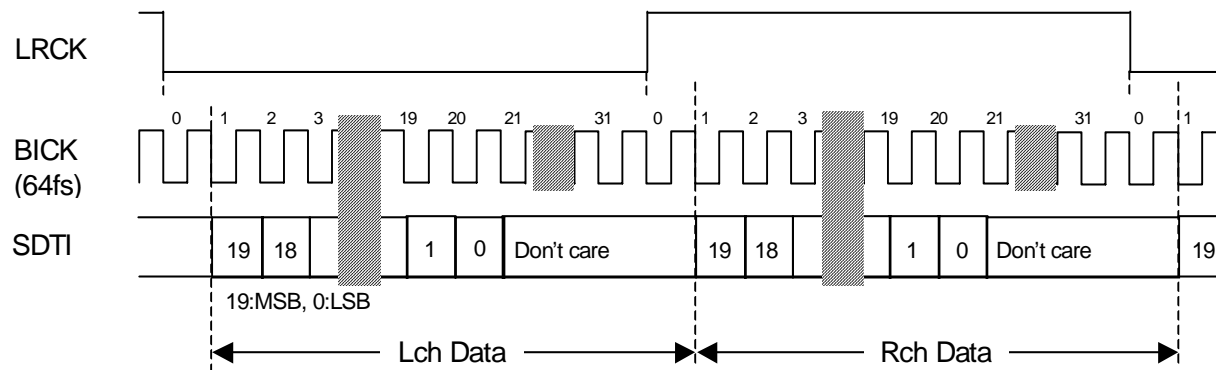 LRCK
0 1 2 3 19 20 21 31 0 1 2 3 19 20 21 31 0 1
BICK
(64fs)
SDTI 19 18 1 0 Don't care 19 18 1 0 Don't care 19
19:MSB, 0:LSB
Lch Data Rch Data